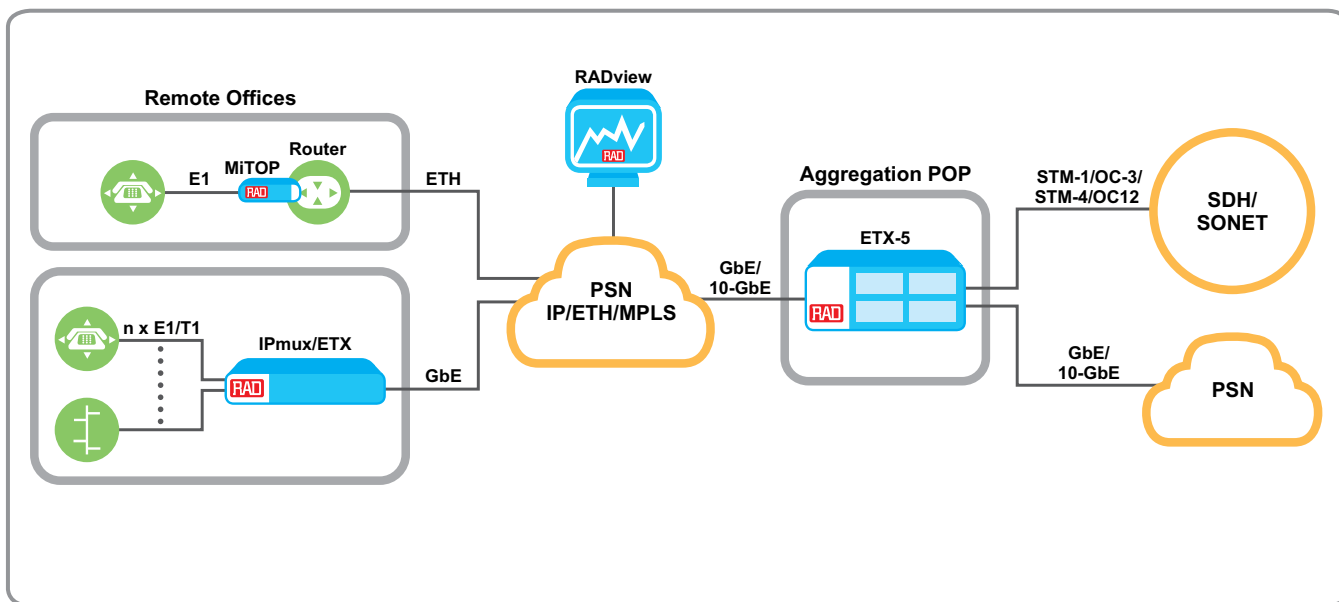 RADview
Remote Offices
Router
MiTOP
E1
RAD
ETH
RAD
Aggregation POP
STM-1/OC-3/
STM-4/OC12
SDH/
SONET
ETX-5
GbE/
10-GbE
PSN
IP/ETH/MPLS
RAD
n x E1/T1
IPmux/ETX
RAD
GbE
GbE/
10-GbE
PSN